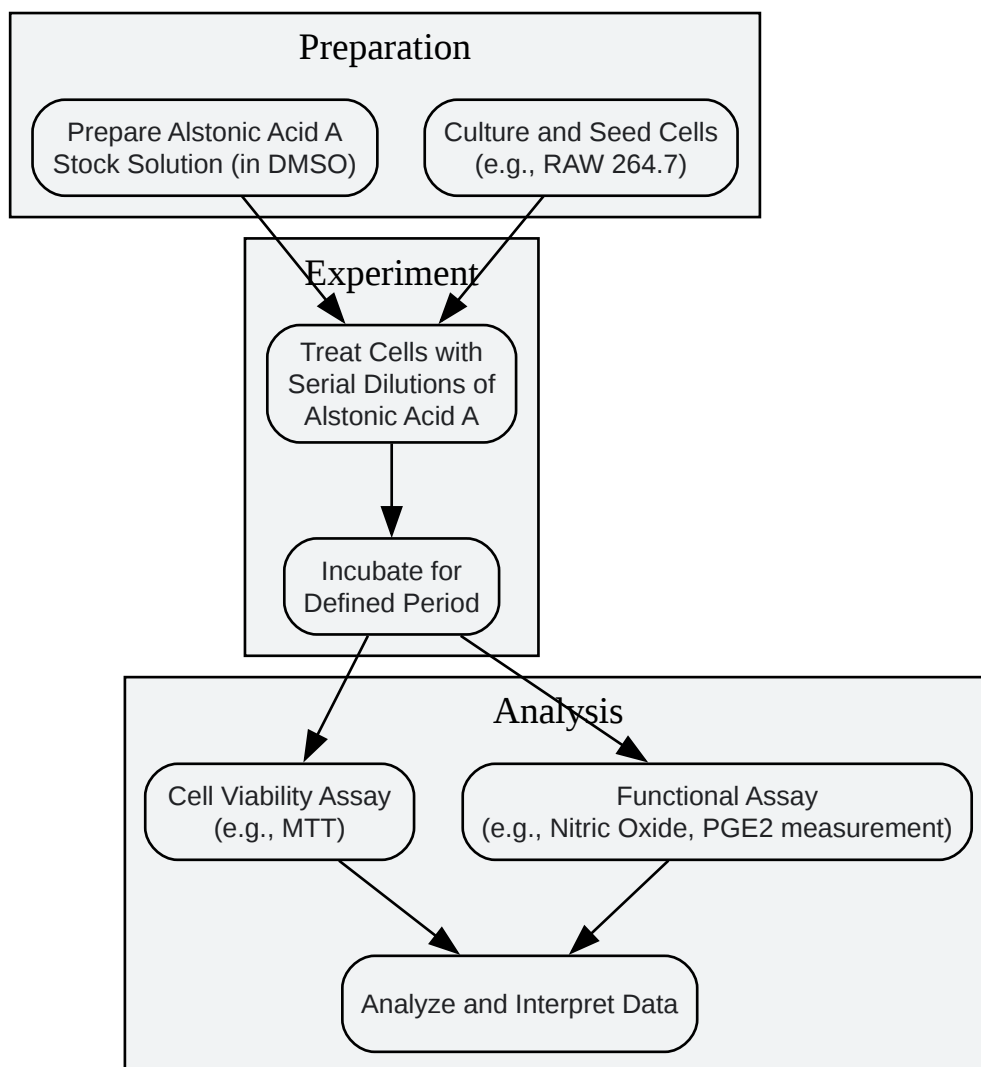 Preparation
Prepare Alstonic Acid A
Stock Solution (in DMSO)
Culture and Seed Cells
(e.g., RAW 264.7)
Experiment
Treat Cells with
Serial Dilutions of
Alstonic Acid A
Incubate for
Defined Period
Analysis
Cell Viability Assay
(e.g., MTT)
Functional Assay
(e.g., Nitric Oxide, PGE2 measurement)
Analyze and Interpret Data